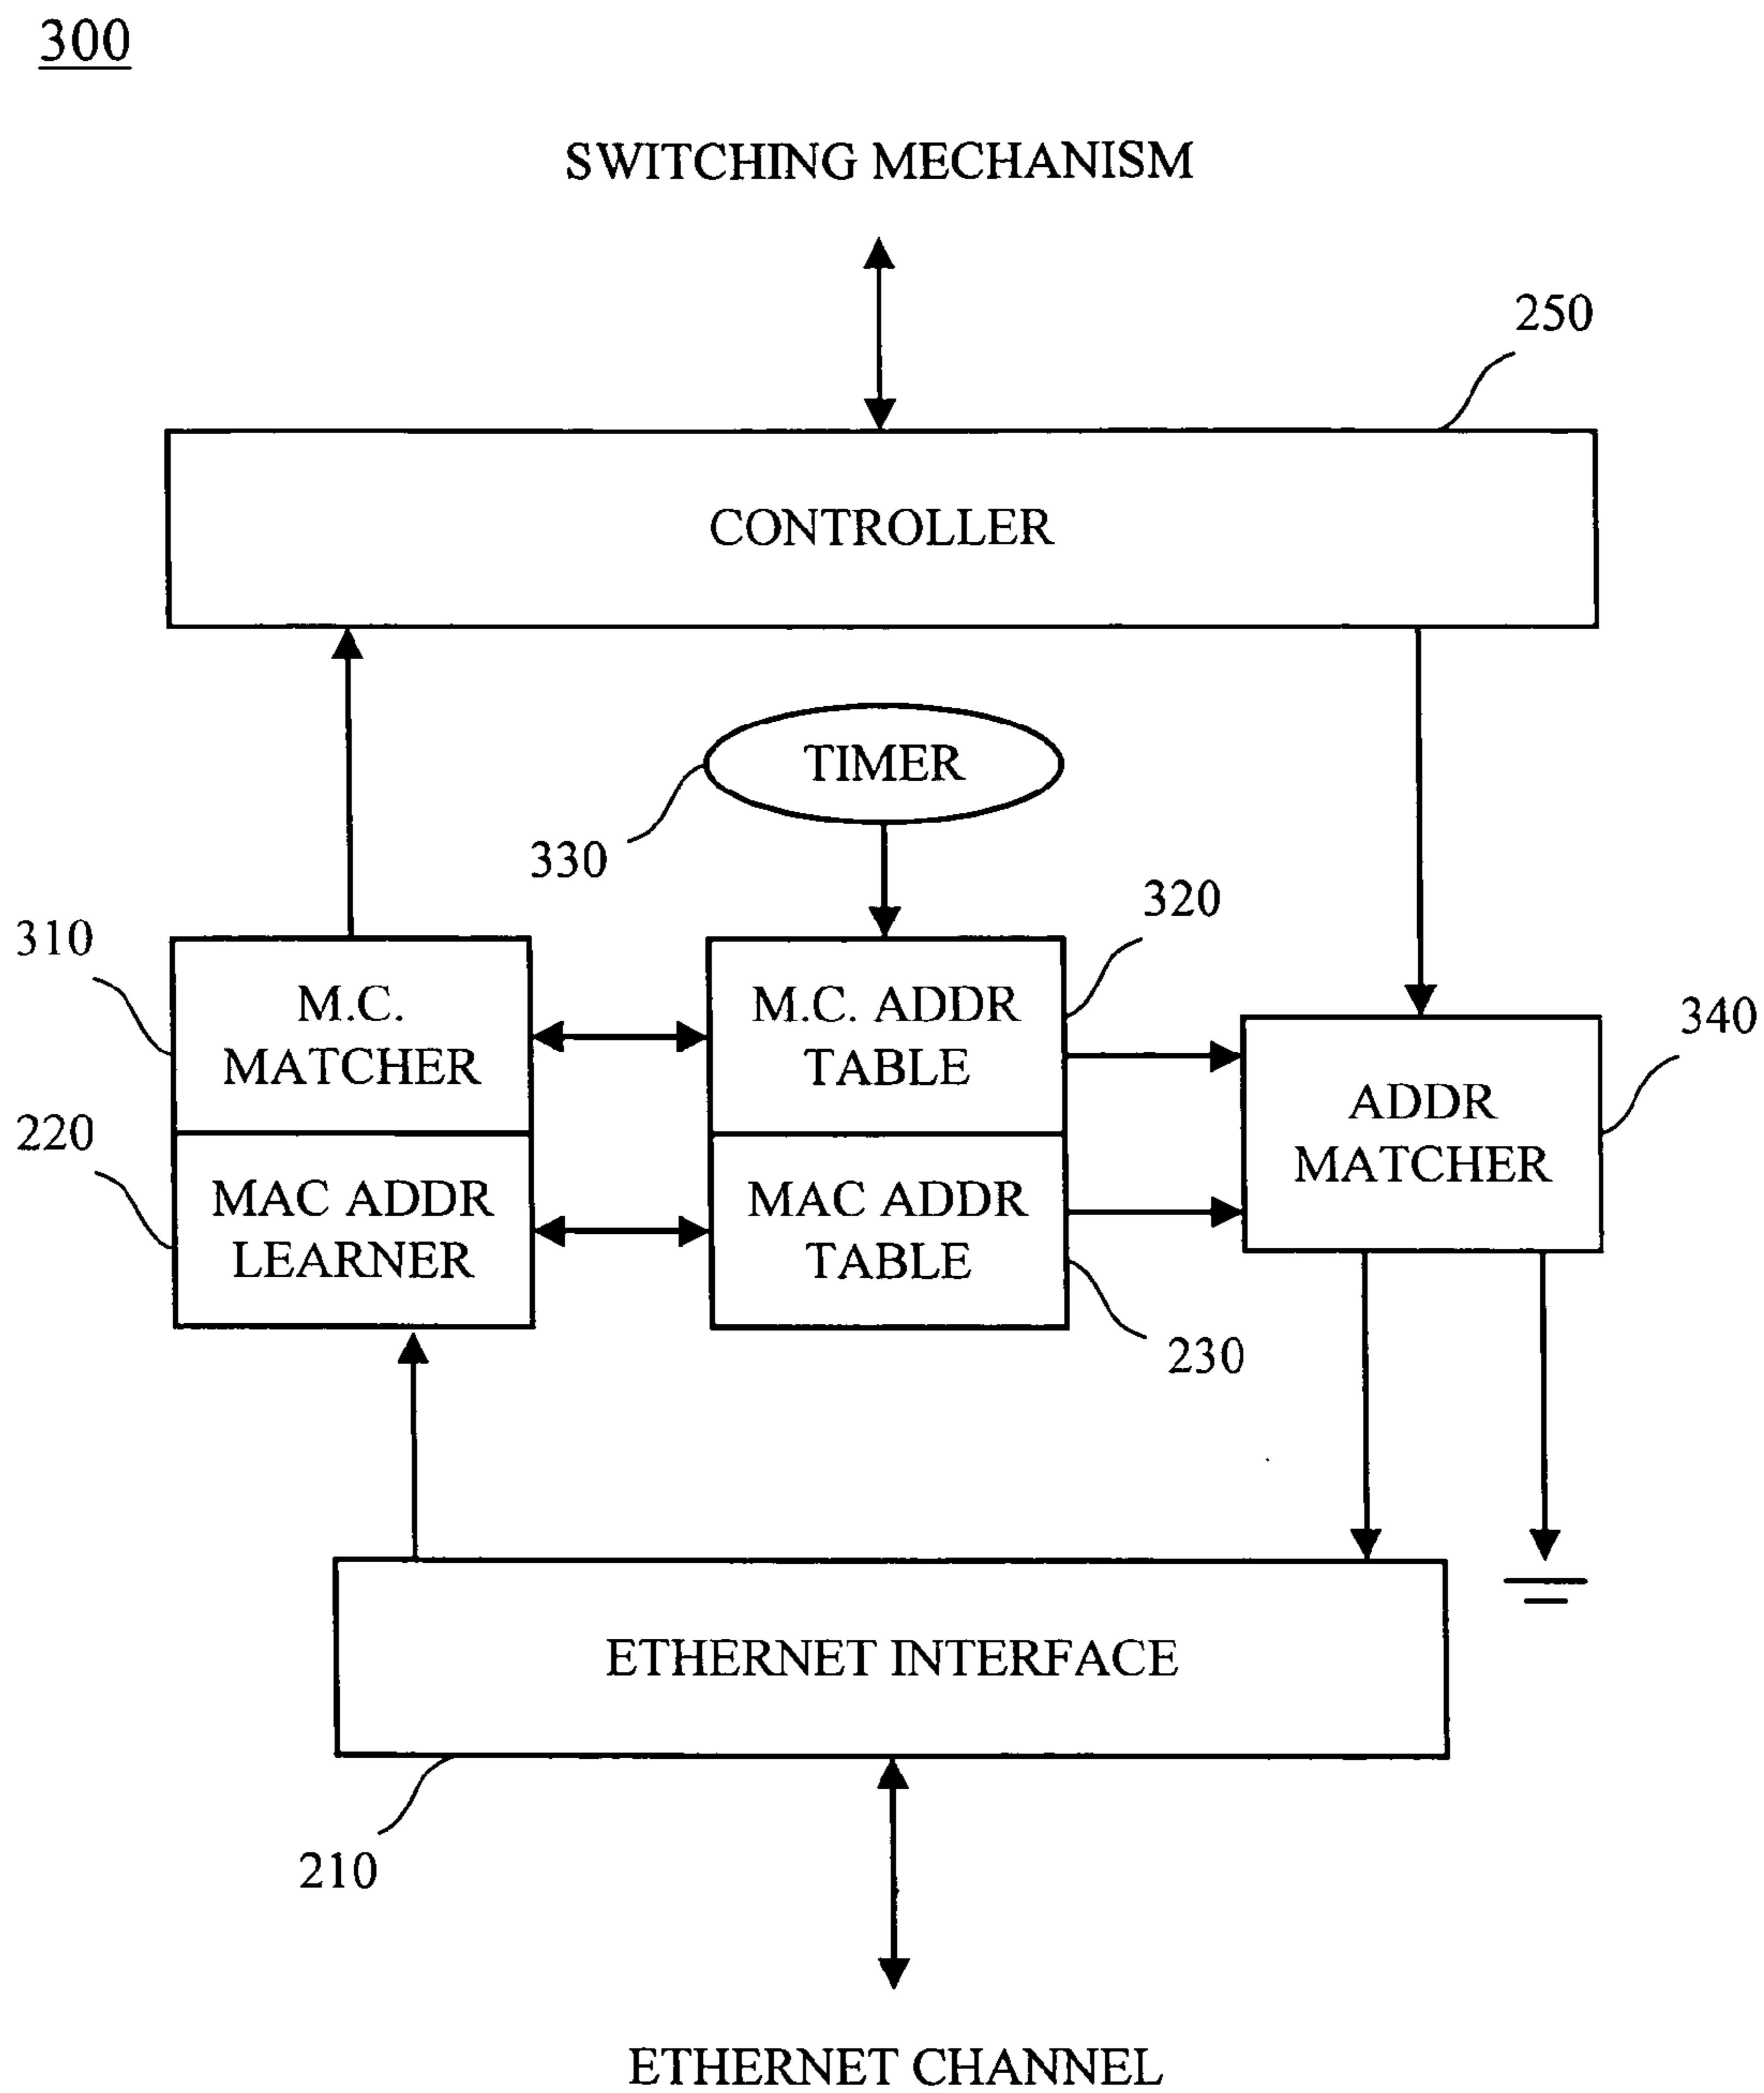 300
SWITCHING MECHANISM
250
CONTROLLER
TIMER
330
320
310
M.C.
MATCHER
M.C. ADDR
TABLE
340
ADDR
MATCHER
220
MAC ADDR
LEARNER
MAC ADDR
TABLE
230
ETHERNET INTERFACE
210
ETHERNET CHANNEL